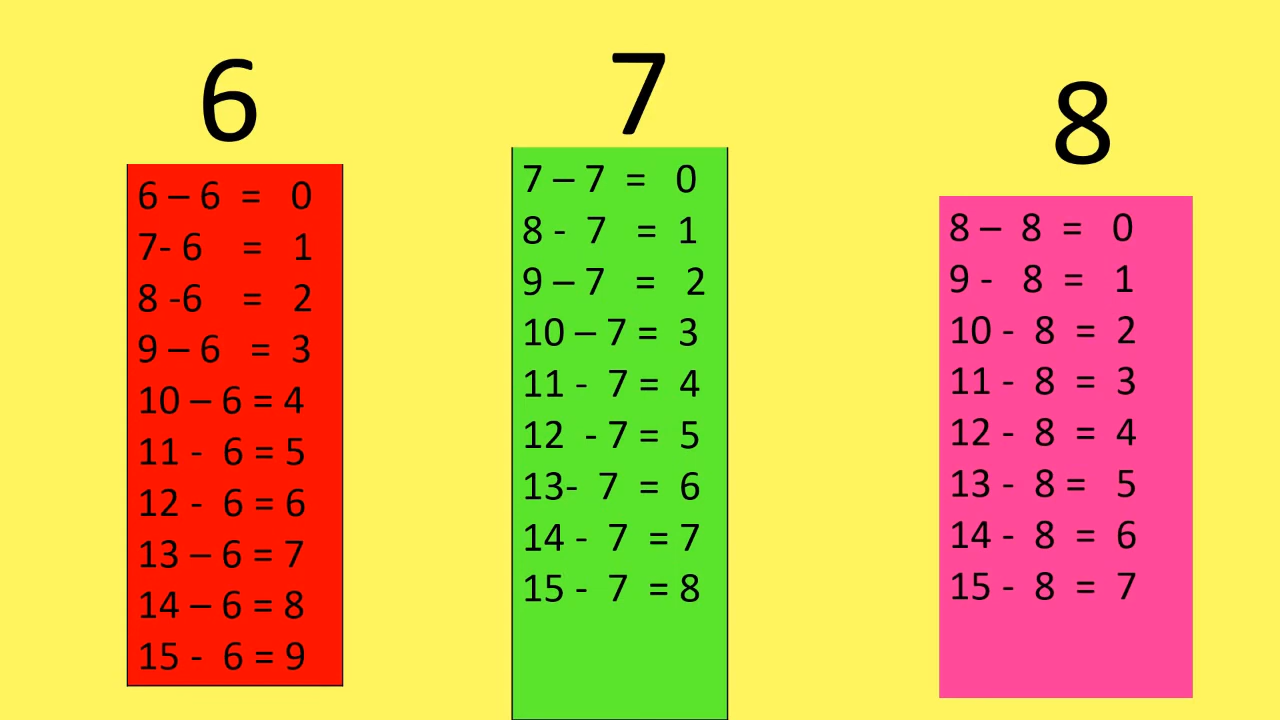 6
6 – 6 = 0
7- 6 = 1
8 -6 = 2
9 – 6 = 3
10 – 6 = 4
11 - 6 = 5
12 - 6 = 6
13 – 6 = 7
14 – 6 = 8
15 - 6 = 9
7
7 – 7 = 0
8 - 7 = 1
9 – 7 = 2
10 – 7 = 3
11 - 7 = 4
12 - 7 = 5
13- 7 = 6
14 - 7 = 7
15 - 7 = 8
8
8 – 8 = 0
9 - 8 = 1
10 - 8 = 2
11 - 8 = 3
12 - 8 = 4
13 - 8 = 5
14 - 8 = 6
15 - 8 = 7